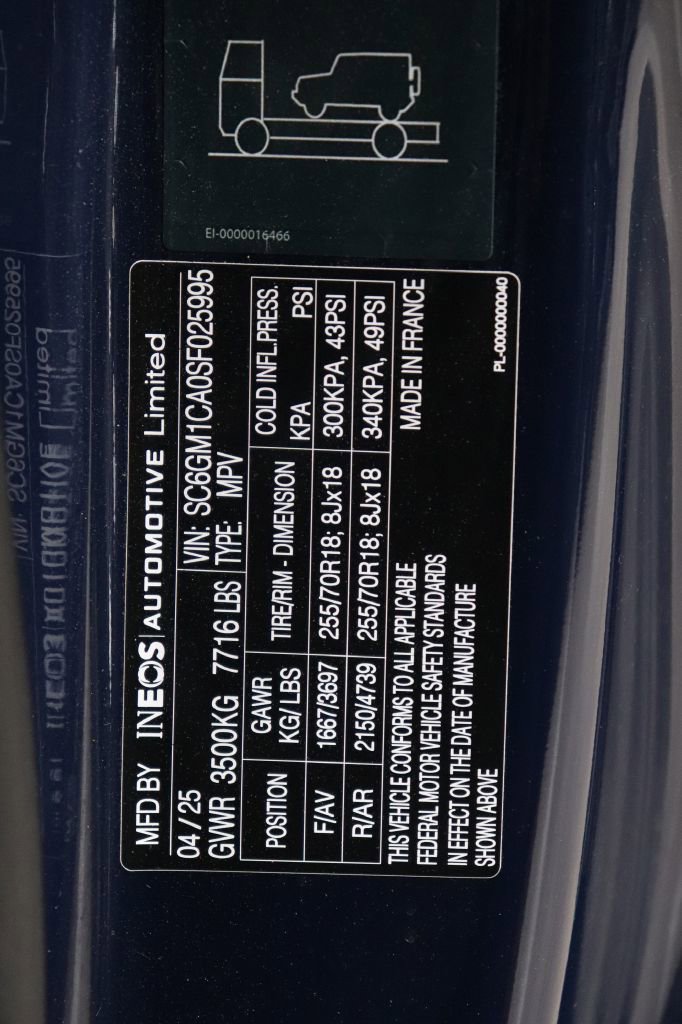 EI-0000016466
MFD BY INEOS | AUTOMOTIVE Limited
04 / 25 VIN: SC6GM1CA0SF025995
GVWR 3500KG 7716 LBS TYPE: MPV
POSITION GAWR KG/LBS TIRE/RIM - DIMENSION COLD INFL.PRESS. KPA PSI
F/AV 1667/3697 255/70R18; 8Jx18 300KPA, 43PSI
R/AR 2150/4739 255/70R18; 8Jx18 340KPA, 49PSI
THIS VEHICLE CONFORMS TO ALL APPLICABLE MADE IN FRANCE
FEDERAL MOTOR VEHICLE SAFETY STANDARDS
IN EFFECT ON THE DATE OF MANUFACTURE
SHOWN ABOVE
PL-00000000040